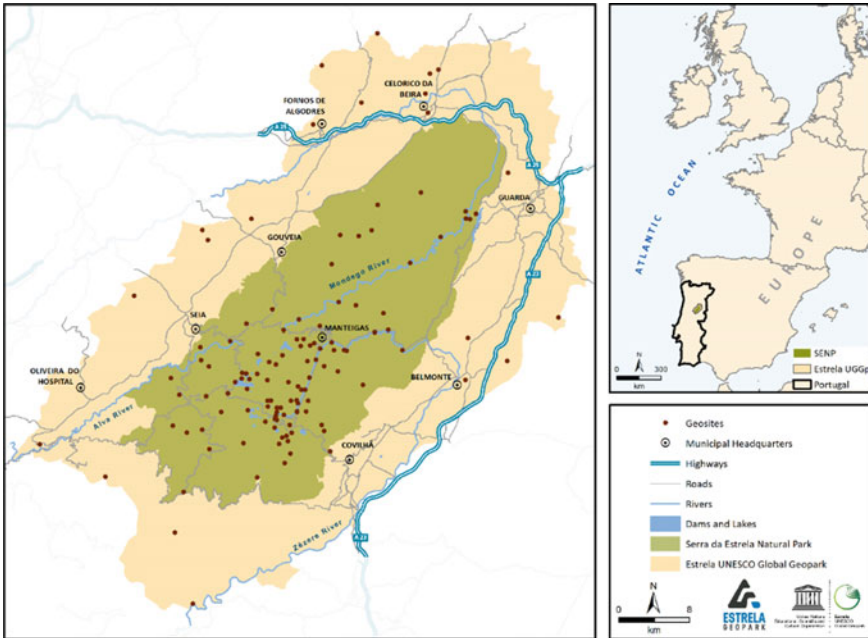 CELORICO DA
BEIRA
FORNOS DE
ALGODRES
A 25
A 25
GUARDA
GOUVEIA
A 23
Mondego River
SEIA
MANTEIGAS
OLIVEIRA DO
HOSPITAL
BELMONTE
Alva River
COVILHÃ
Zêzere River
A 23
ATLANTIC OCEAN
EUROPE
N
0 300
km
SENP
Estrela UGGp
Portugal
Geosites
Municipal Headquarters
Highways
Roads
Rivers
Dams and Lakes
Serra da Estrela Natural Park
Estrela UNESCO Global Geopark
N
0 8
km
ESTRELA
GEOPARK